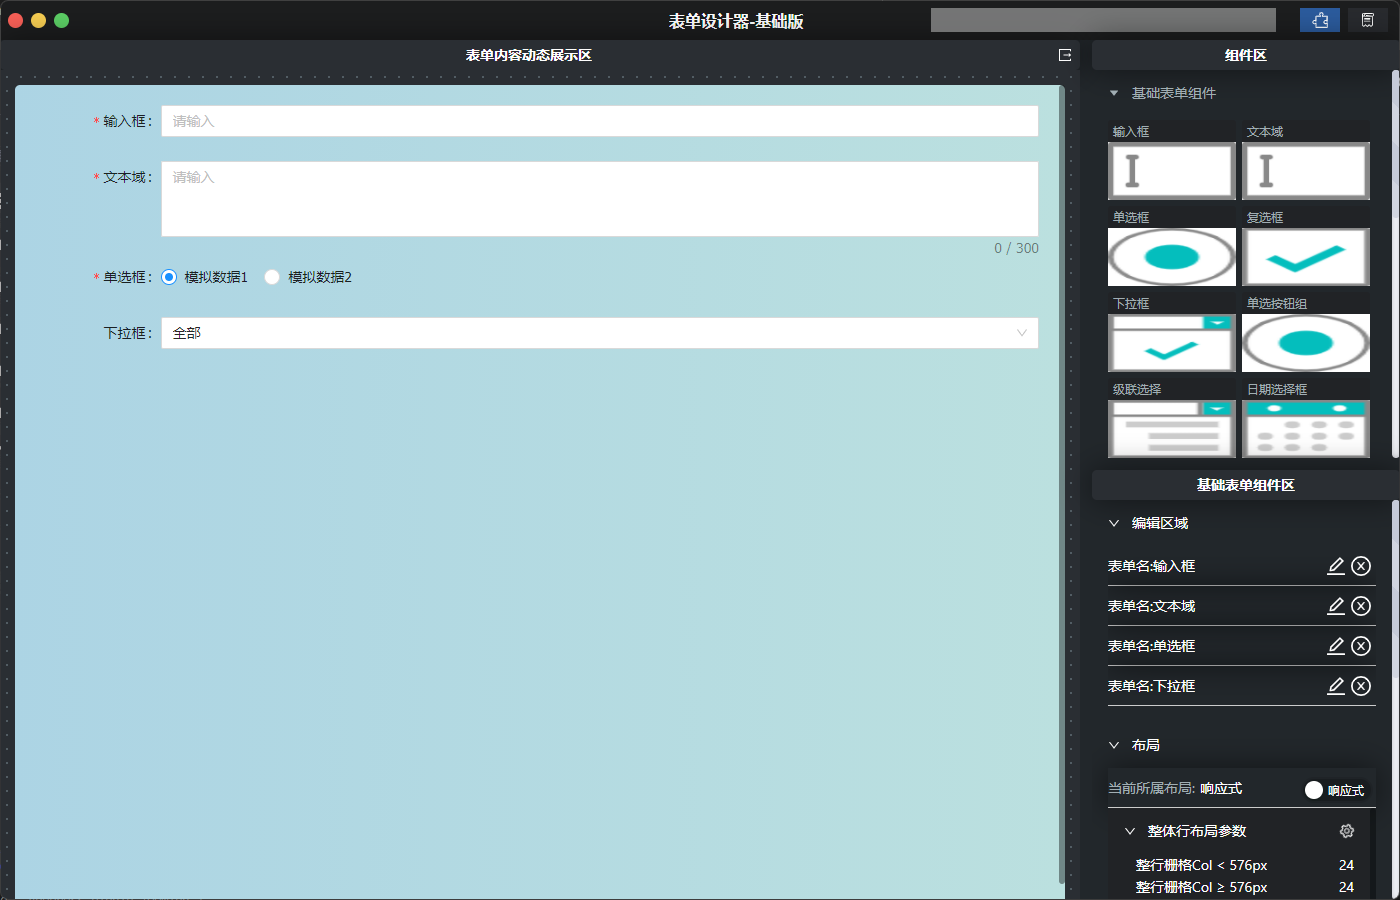 表单设计器-基础版
表单内容动态展示区
组件区
* 输入框：
请输入
* 文本域：
请输入
0 / 300
* 单选框：
模拟数据1
模拟数据2
下拉框：
全部
基础表单组件
输入框
文本域
单选框
复选框
下拉框
单选按钮组
级联选择
日期选择框
基础表单组件区
编辑区域
表单名:输入框
表单名:文本域
表单名:单选框
表单名:下拉框
布局
当前所属布局: 响应式
响应式
整体行布局参数
整行栅格Col < 576px 24
整行栅格Col ≥ 576px 24